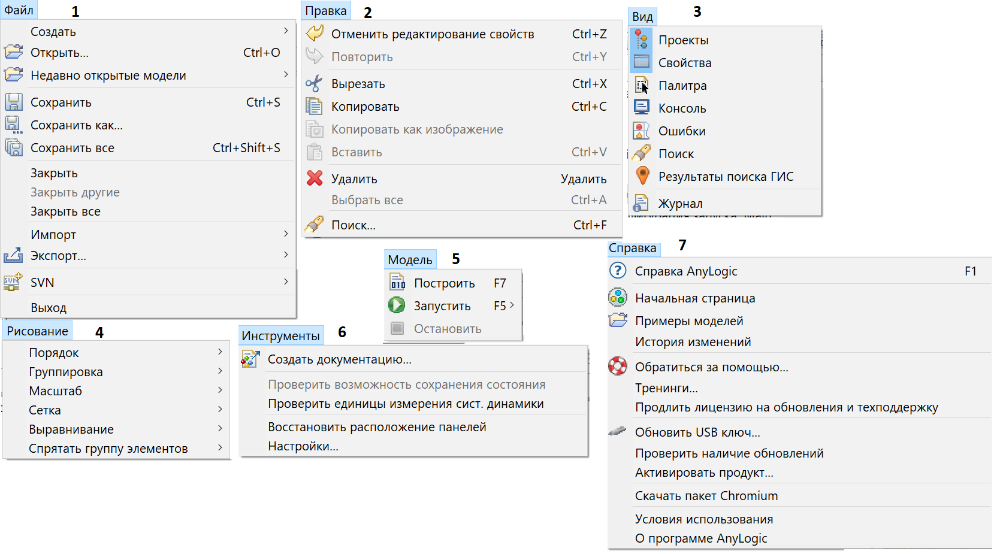 Файл
1
Создать
Открыть... Ctrl+O
Недавно открытые модели
Сохранить Ctrl+S
Сохранить как...
Сохранить все Ctrl+Shift+S
Закрыть
Закрыть другие
Закрыть все
Импорт
Экспорт...
SVN
Выход
Правка
2
Отменить редактирование свойств Ctrl+Z
Повторить Ctrl+Y
Вырезать Ctrl+X
Копировать Ctrl+C
Копировать как изображение
Вставить Ctrl+V
Удалить Удалить
Выбрать все Ctrl+A
Поиск... Ctrl+F
Вид
3
Проекты
Свойства
Палитра
Консоль
Ошибки
Поиск
Результаты поиска ГИС
Журнал
Рисование
4
Порядок
Группировка
Масштаб
Сетка
Выравнивание
Спрятать группу элементов
Модель
5
Построить F7
Запустить F5
Остановить
Инструменты
6
Создать документацию...
Проверить возможность сохранения состояния
Проверить единицы измерения сист. динамики
Восстановить расположение панелей
Настройки...
Справка
7
Справка AnyLogic F1
Начальная страница
Примеры моделей
История изменений
Обратиться за помощью...
Тренинги...
Продлить лицензию на обновления и техподдержку
Обновить USB ключ...
Проверить наличие обновлений
Активировать продукт...
Скачать пакет Chromium
Условия использования
О программе AnyLogic